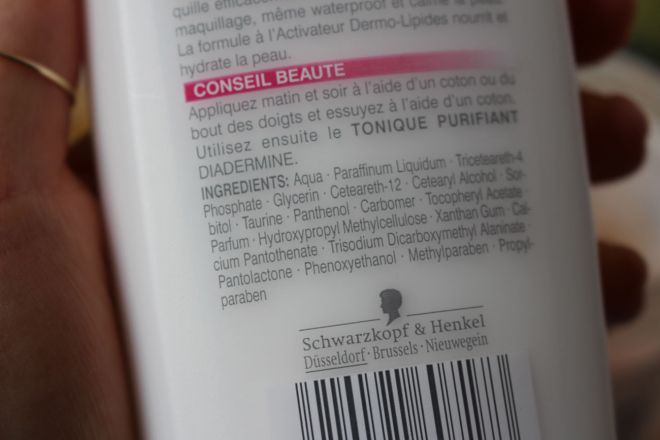 quille efficacement
maquillage, même waterproof et calme la peau.
La formule à l'Activateur Dermo-Lipides nourrit et
hydrate la peau.
CONSEIL BEAUTE
Appliquez matin et soir à l'aide d'un coton ou du
bout des doigts et essuyez à l'aide d'un coton.
Utilisez ensuite le TONIQUE PURIFIANT
DIADERMINE.
INGREDIENTS: Aqua · Paraffinum Liquidum · Triceteareth-4
Phosphate · Glycerin · Ceteareth-12 · Cetearyl Alcohol · Sor-
bitol · Taurine · Panthenol · Carbomer · Tocopheryl Acetate ·
Parfum · Hydroxypropyl Methylcellulose · Xanthan Gum · Cal-
cium Pantothenate · Trisodium Dicarboxymethyl Alaninate ·
Pantolactone · Phenoxyethanol · Methylparaben · Propyl-
paraben
Schwarzkopf & Henkel
Düsseldorf · Brussels · Nieuwegein